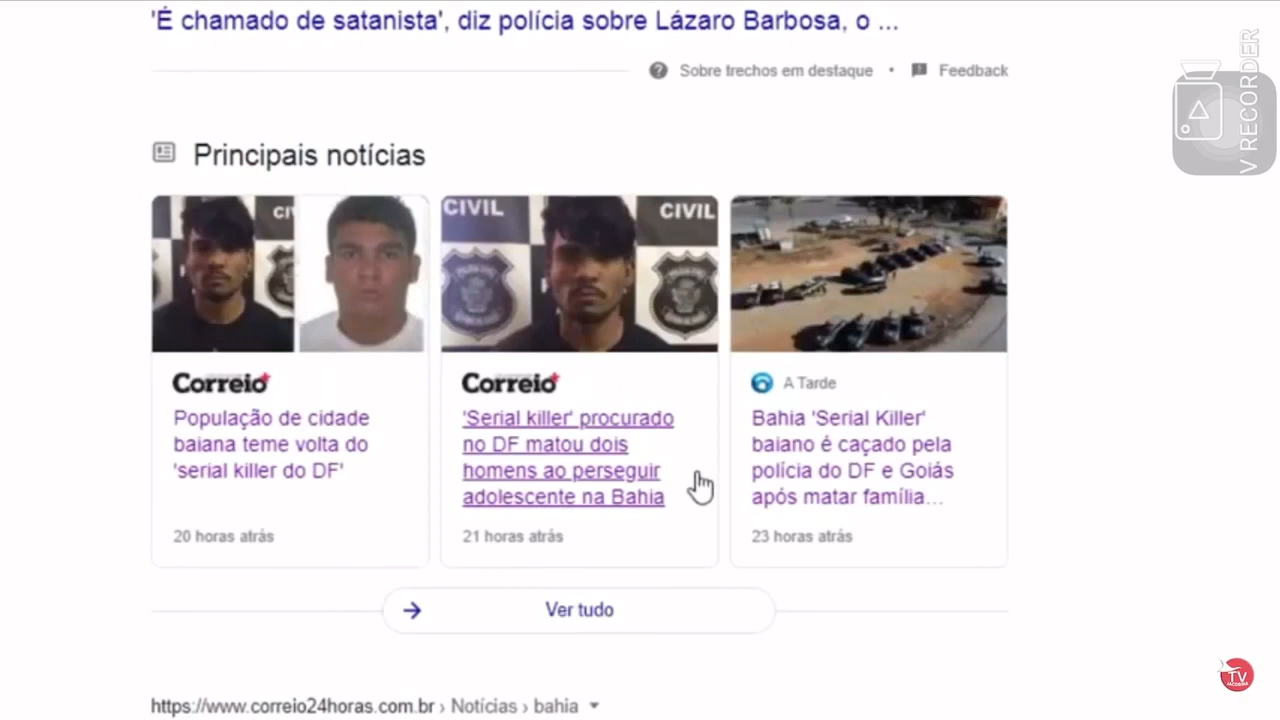 'É chamado de satanista', diz polícia sobre Lázaro Barbosa, o ...
Sobre trechos em destaque • Feedback
V RECORDER
Principais notícias
CIVIL CIVIL
Correio
População de cidade
baiana teme volta do
'serial killer do DF'
20 horas atrás
Correio
'Serial killer' procurado
no DF matou dois
homens ao perseguir
adolescente na Bahia
21 horas atrás
A Tarde
Bahia 'Serial Killer'
baiano é caçado pela
polícia do DF e Goiás
após matar família...
23 horas atrás
Ver tudo
https://www.correio24horas.com.br › Notícias › bahia
TV